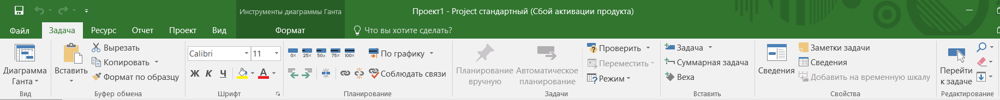 Инструменты диаграммы Ганта
Проект1 - Project стандартный (Сбой активации продукта)
Файл Задача Ресурс Отчет Проект Вид Формат Что вы хотите сделать?
Диаграмма
Ганта
Вид
Вставить
Вырезать
Копировать
Формат по образцу
Буфер обмена
Calibri 11
Ж К Ч А
Шрифт
0% 25% 50% 75% 100%
По графику
Соблюдать связи
Планирование
Планирование
вручную
Автоматическое
планирование
Проверить
Переместить
Режим
Задачи
Задача
Суммарная задача
Веха
Вставить
Сведения
Заметки задачи
Сведения
Добавить на временную шкалу
Свойства
Перейти
к задаче
Редактирование